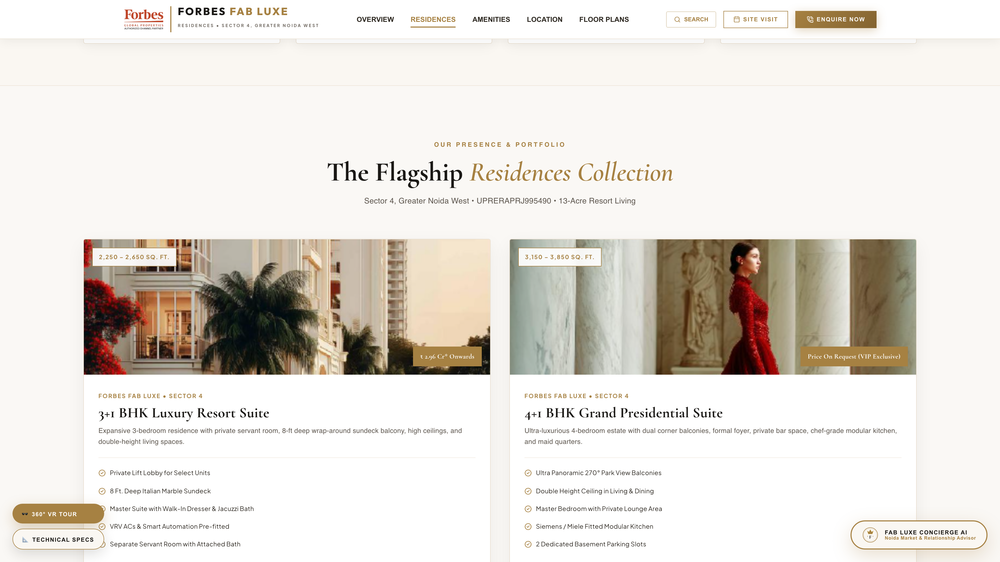 Forbes
GLOBAL PROPERTIES
AUTHORIZED CHANNEL PARTNER
FORBES FAB LUXE
RESIDENCES • SECTOR 4, GREATER NOIDA WEST
OVERVIEW
RESIDENCES
AMENITIES
LOCATION
FLOOR PLANS
SEARCH
SITE VISIT
ENQUIRE NOW
OUR PRESENCE & PORTFOLIO
The Flagship Residences Collection
Sector 4, Greater Noida West • UPRERAPRJ995490 • 13-Acre Resort Living
2,250 – 2,650 SQ. FT.
₹ 2.96 Cr* Onwards
FORBES FAB LUXE • SECTOR 4
3+1 BHK Luxury Resort Suite
Expansive 3-bedroom residence with private servant room, 8-ft deep wrap-around sundeck balcony, high ceilings, and
double-height living spaces.
Private Lift Lobby for Select Units
8 Ft. Deep Italian Marble Sundeck
Master Suite with Walk-In Dresser & Jacuzzi Bath
VRV ACs & Smart Automation Pre-fitted
Separate Servant Room with Attached Bath
3,150 – 3,850 SQ. FT.
Price On Request (VIP Exclusive)
FORBES FAB LUXE • SECTOR 4
4+1 BHK Grand Presidential Suite
Ultra-luxurious 4-bedroom estate with dual corner balconies, formal foyer, private bar space, chef-grade modular kitchen,
and maid quarters.
Ultra Panoramic 270° Park View Balconies
Double Height Ceiling in Living & Dining
Master Bedroom with Private Lounge Area
Siemens / Miele Fitted Modular Kitchen
2 Dedicated Basement Parking Slots
360° VR TOUR
TECHNICAL SPECS
F
FAB LUXE CONCIERGE AI
Noida Market & Relationship Advisor